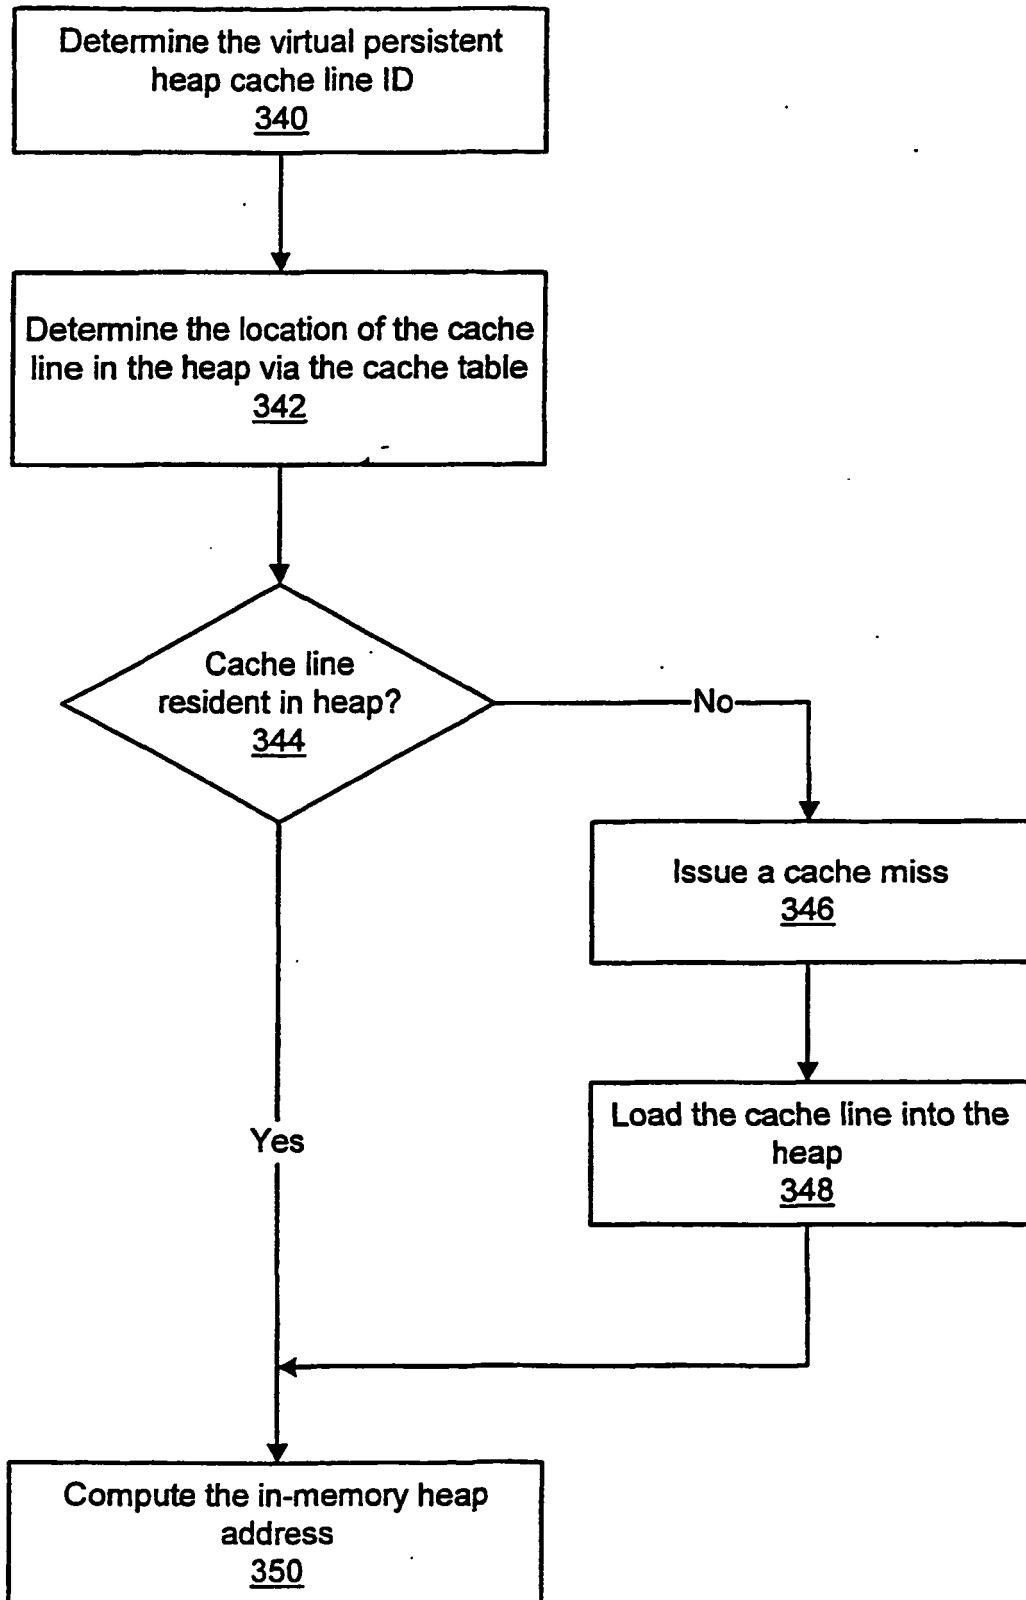 Determine the virtual persistent
heap cache line ID
340
Determine the location of the cache
line in the heap via the cache table
342
Cache line
resident in heap?
344
No
Issue a cache miss
346
Load the cache line into the
heap
348
Yes
Compute the in-memory heap
address
350